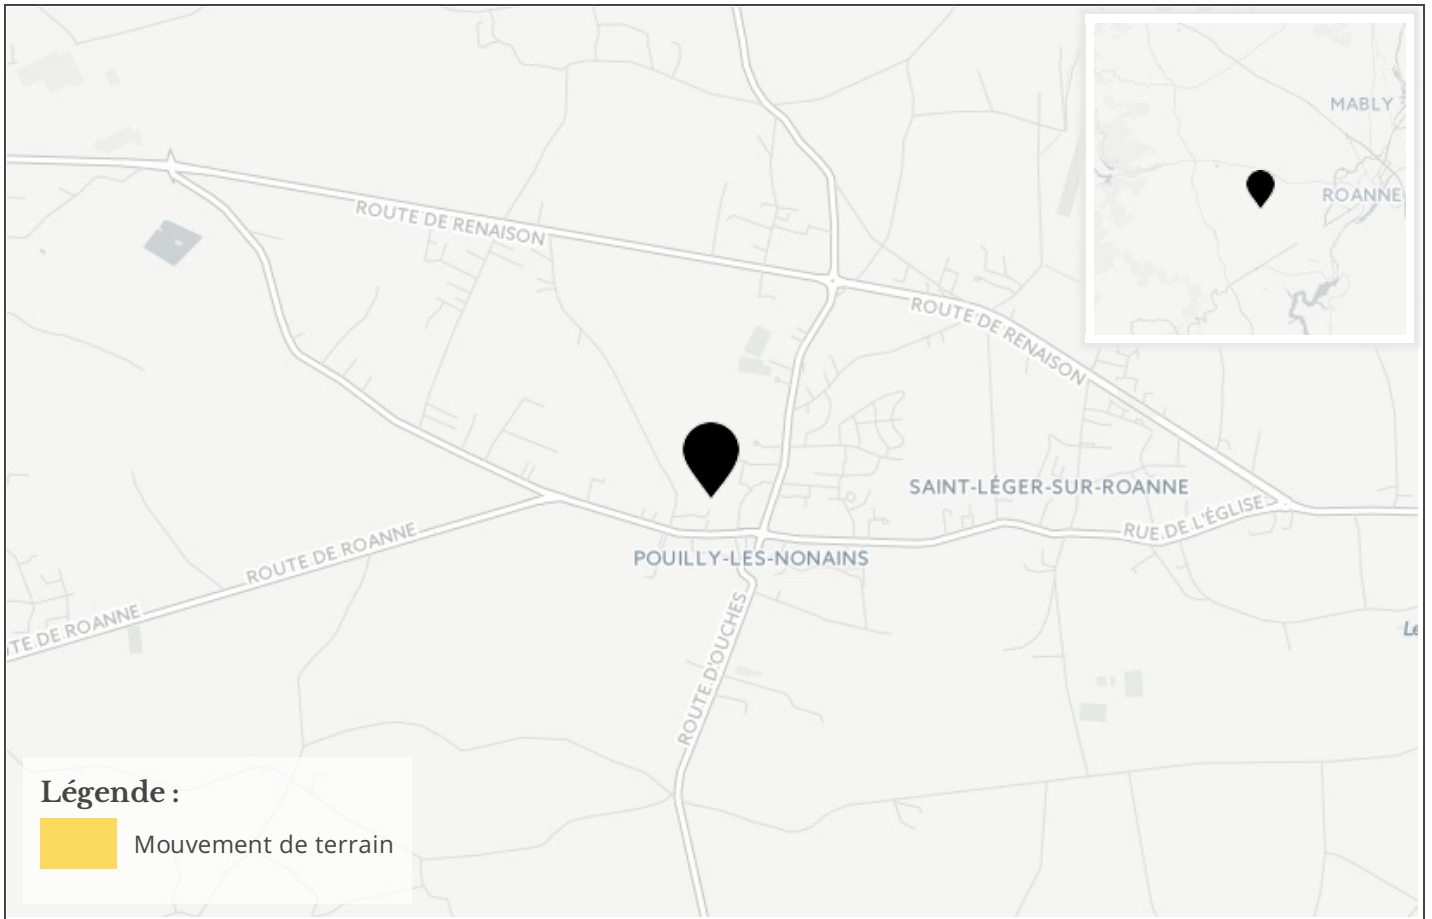 MABLY
ROANNE
ROUTE DE RENAISON
ROUTE DE RENAISON
SAINT-LÉGER-SUR-ROANNE
RUE DE L'ÉGLISE
ROUTE DE ROANNE
POUILLY-LES-NONAINS
TE DE ROANNE
ROUTE D'OUCHES
Le
Légende :
Mouvement de terrain